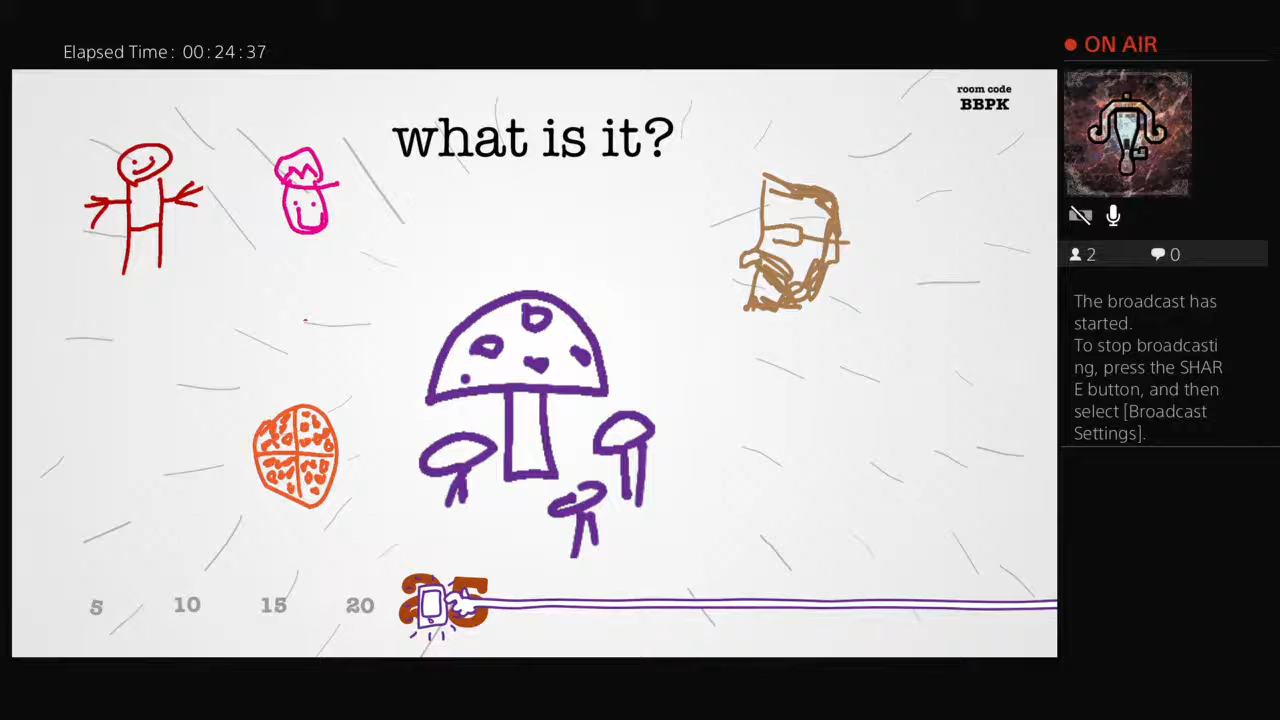 Elapsed Time: 00:24:37
ON AIR
room code
BBPK
what is it?
2
0
The broadcast has
started.
To stop broadcasti
ng, press the SHAR
E button, and then
select [Broadcast
Settings].
5 10 15 20 25